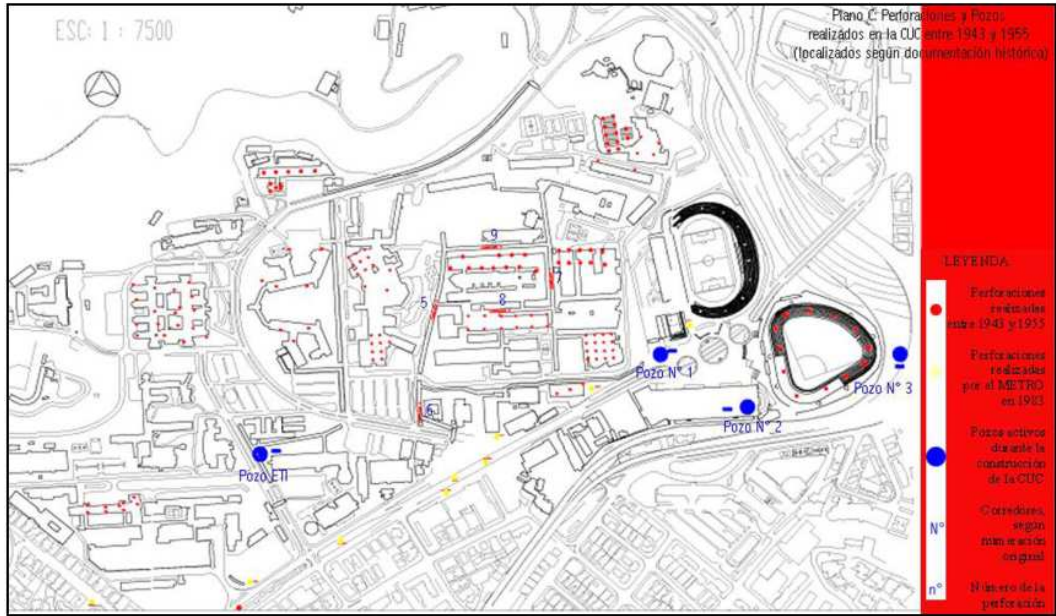 ESC: 1 : 7500
Plano C: Perforaciones y Pozos
realizados en la CUC entre 1943 y 1955
(localizados según documentación histórica)
9
7
5
8
6
Pozo N° 1
Pozo N° 2
Pozo N° 3
Pozo ETI
LEYENDA
Perforaciones
realizadas
entre 1943 y 1955
Perforaciones
realizadas
por el METRO
en 1983
Pozos activos
durante la
construcción
de la CUC
N°
Corredores,
según
numeración
original
n°
Número de la
perforación